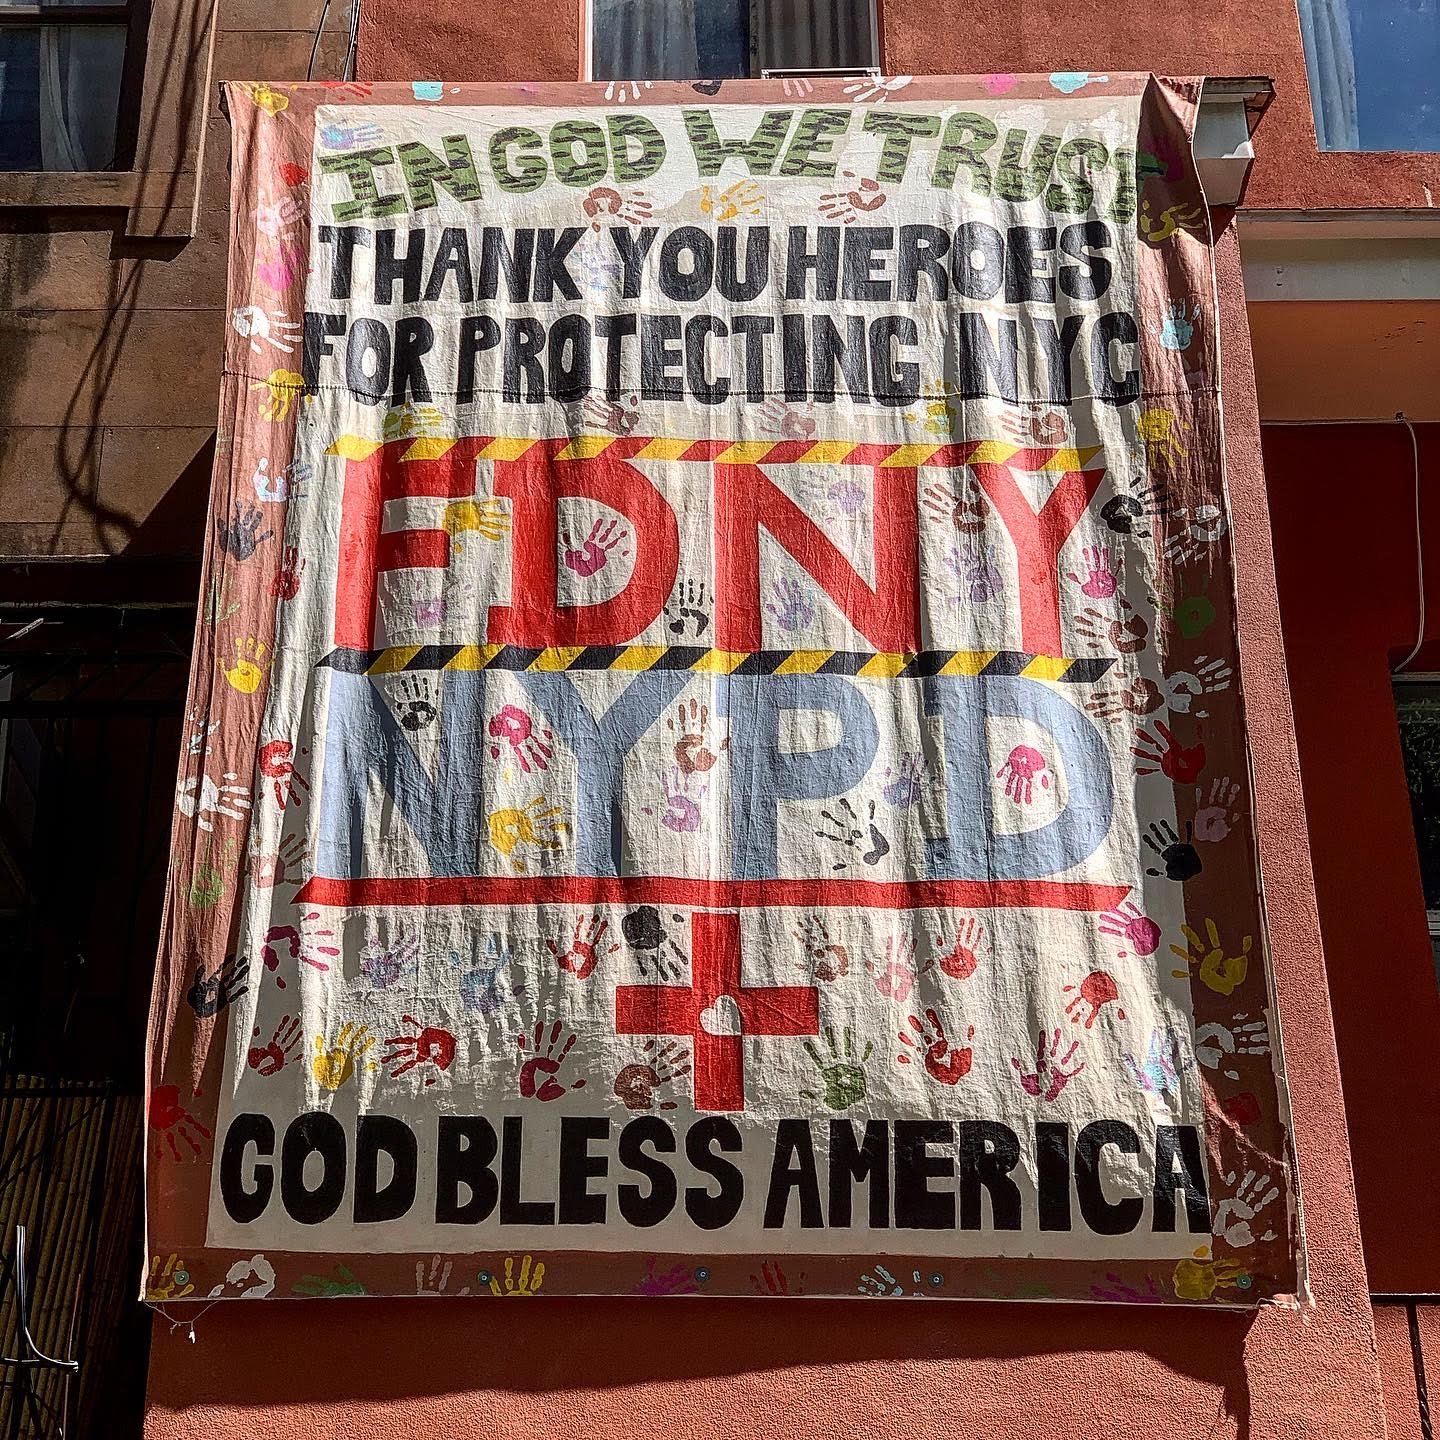 IN GOD WE TRUST
THANK YOU HEROES
FOR PROTECTING NYC
FDNY
NYPD
GOD BLESS AMERICA